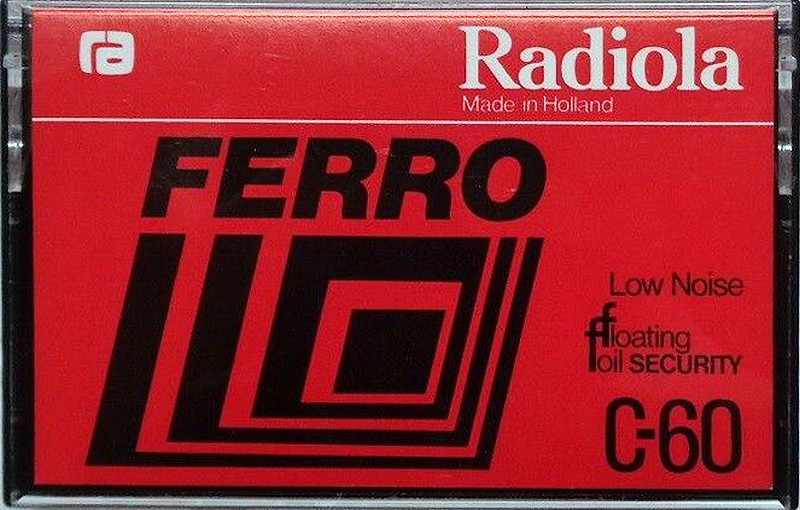 ra
Radiola
Made in Holland
FERRO
Low Noise
floating
foil SECURITY
C-60